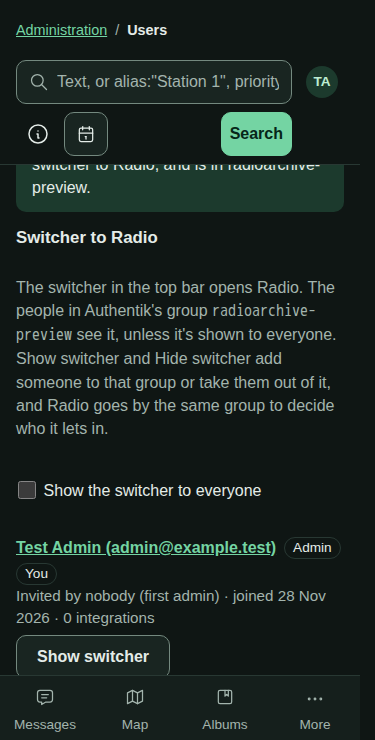 Administration / Users
Text, or alias:"Station 1", priority
TA
Search
switcher to Radio, and is in radioarchive-
preview.
Switcher to Radio
The switcher in the top bar opens Radio. The
people in Authentik's group radioarchive-
preview see it, unless it's shown to everyone.
Show switcher and Hide switcher add
someone to that group or take them out of it,
and Radio goes by the same group to decide
who it lets in.
Show the switcher to everyone
Test Admin (admin@example.test) Admin
You
Invited by nobody (first admin) · joined 28 Nov
2026 · 0 integrations
Show switcher
Messages Map Albums More